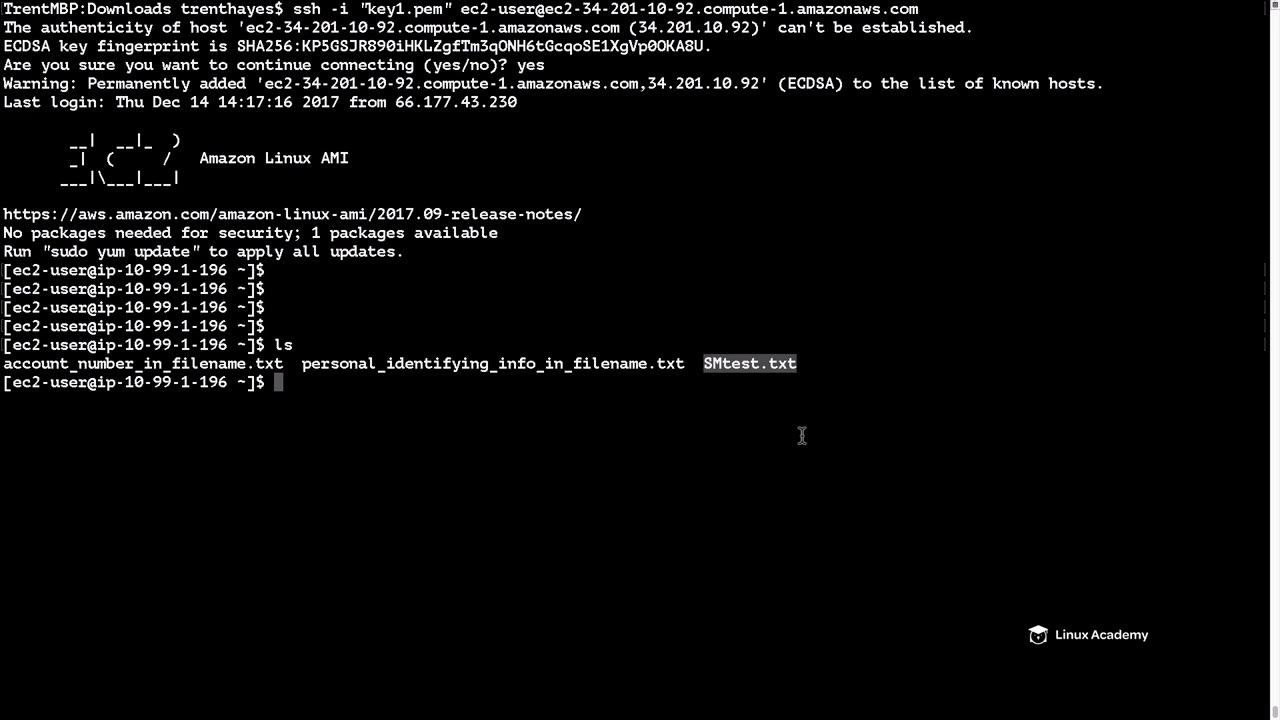 TrentMBP:Downloads trenthayes$ ssh -i "key1.pem" ec2-user@ec2-34-201-10-92.compute-1.amazonaws.com
The authenticity of host 'ec2-34-201-10-92.compute-1.amazonaws.com (34.201.10.92)' can't be established.
ECDSA key fingerprint is SHA256:KP5GSJR890iHKLZgfTm3qONH6tGcqoSE1XgVp0OKA8U.
Are you sure you want to continue connecting (yes/no)? yes
Warning: Permanently added 'ec2-34-201-10-92.compute-1.amazonaws.com,34.201.10.92' (ECDSA) to the list of known hosts.
Last login: Thu Dec 14 14:17:16 2017 from 66.177.43.230
__|  __|_  )
_|  (     /   Amazon Linux AMI
___|\___|___|
https://aws.amazon.com/amazon-linux-ami/2017.09-release-notes/
No packages needed for security; 1 packages available
Run "sudo yum update" to apply all updates.
[ec2-user@ip-10-99-1-196 ~]$
[ec2-user@ip-10-99-1-196 ~]$
[ec2-user@ip-10-99-1-196 ~]$
[ec2-user@ip-10-99-1-196 ~]$
[ec2-user@ip-10-99-1-196 ~]$ ls
account_number_in_filename.txt  personal_identifying_info_in_filename.txt  SMtest.txt
[ec2-user@ip-10-99-1-196 ~]$
Linux Academy